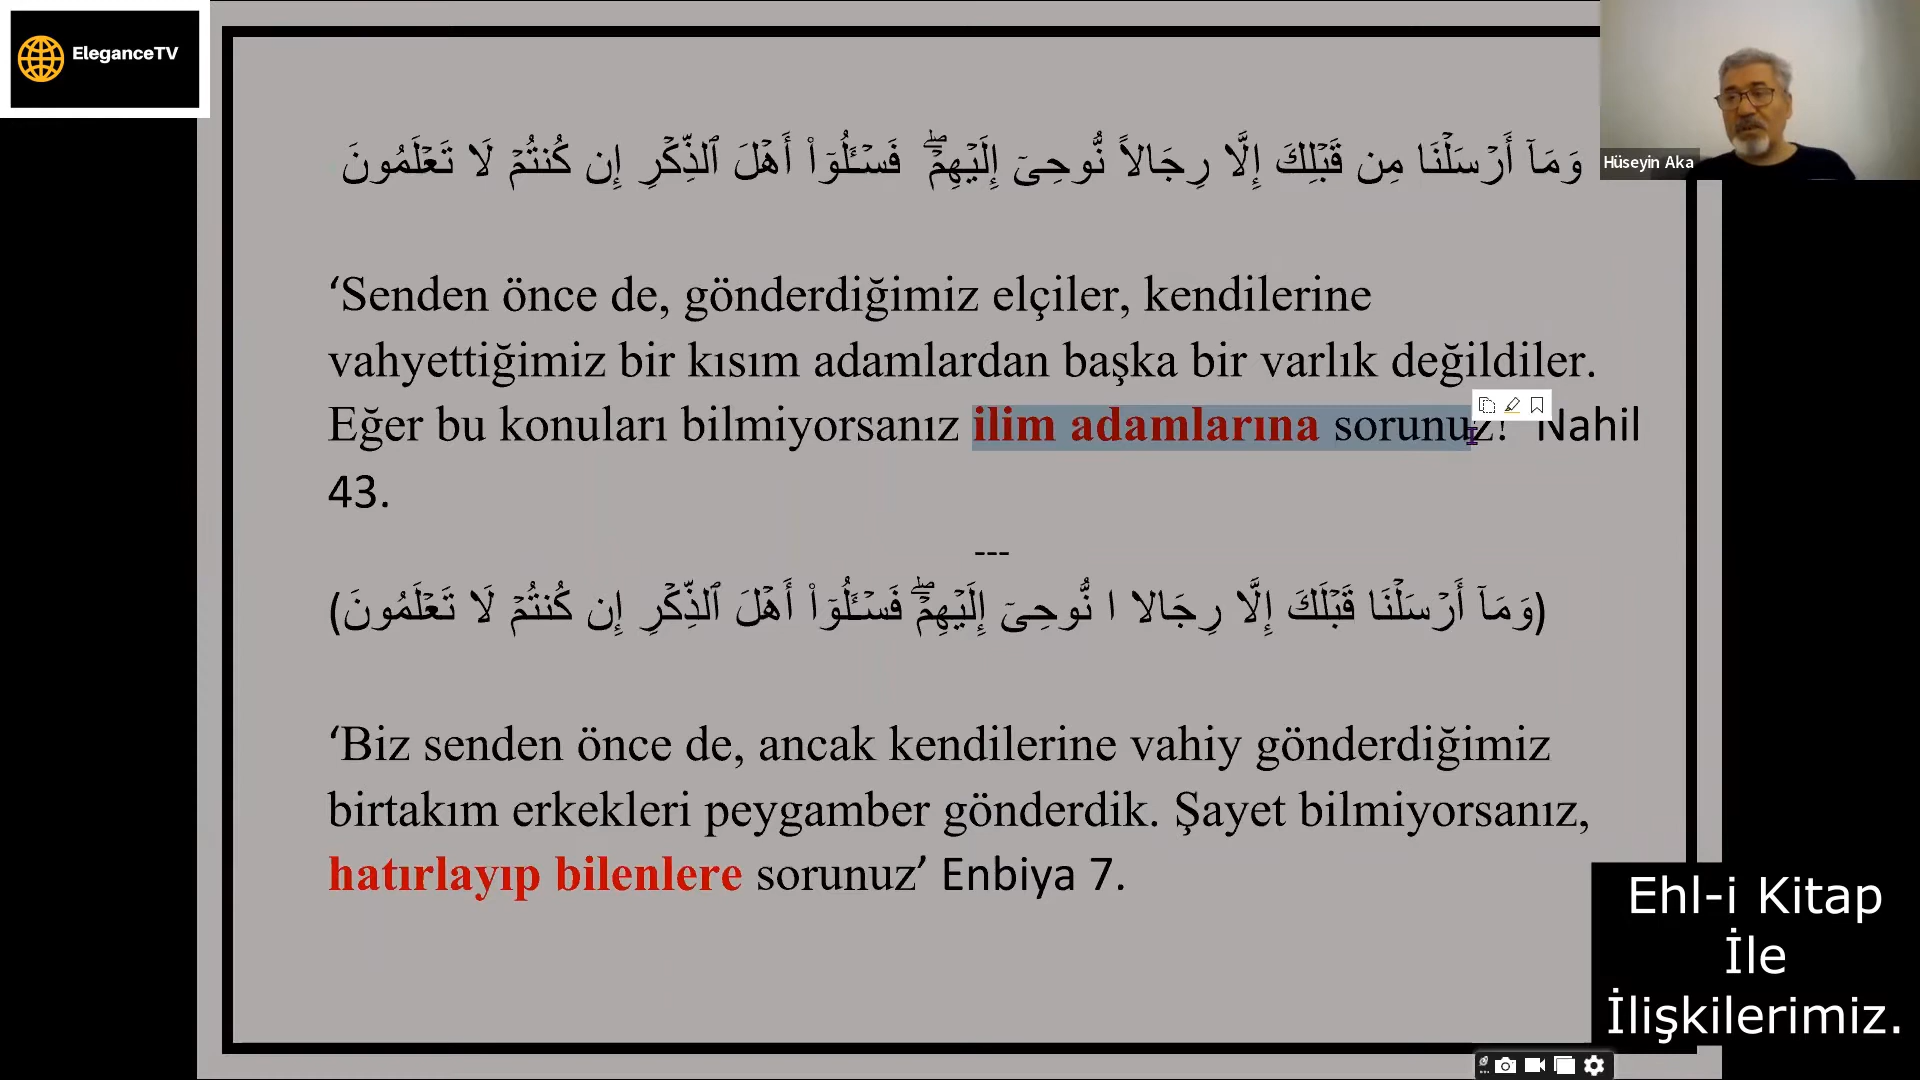 EleganceTV
Hüseyin Aka
وَمَآ أَرۡسَلۡنَا مِن قَبۡلِكَ إِلَّا رِجَالاً نُّوحِىٓ إِلَيۡهِمۡۖ فَسۡـَٔلُوٓاْ أَهۡلَ ٱلذِّكۡرِ إِن كُنتُمۡ لَا تَعۡلَمُونَ
‘Senden önce de, gönderdiğimiz elçiler, kendilerine
vahyettiğimiz bir kısım adamlardan başka bir varlık değildiler.
Eğer bu konuları bilmiyorsanız ilim adamlarına sorunuz! Nahil
43.
---
(وَمَآ أَرۡسَلۡنَا قَبۡلَكَ إِلَّا رِجَالا ا نُّوحِىٓ إِلَيۡهِمۡۖ فَسۡـَٔلُوٓاْ أَهۡلَ ٱلذِّكۡرِ إِن كُنتُمۡ لَا تَعۡلَمُونَ)
‘Biz senden önce de, ancak kendilerine vahiy gönderdiğimiz
birtakım erkekleri peygamber gönderdik. Şayet bilmiyorsanız,
hatırlayıp bilenlere sorunuz’ Enbiya 7.
Ehl-i Kitap
İle
İlişkilerimiz.